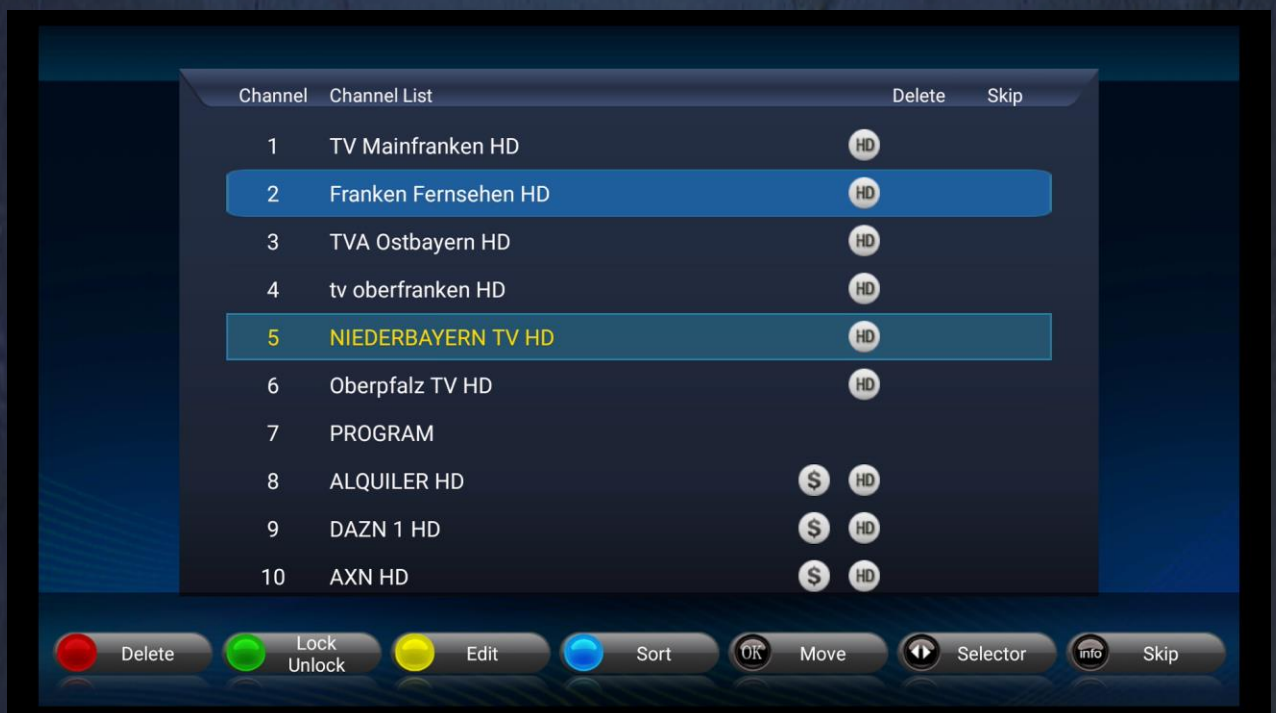 Channel Channel List Delete Skip
1 TV Mainfranken HD HD
2 Franken Fernsehen HD HD
3 TVA Ostbayern HD HD
4 tv oberfranken HD HD
5 NIEDERBAYERN TV HD HD
6 Oberpfalz TV HD HD
7 PROGRAM
8 ALQUILER HD $ HD
9 DAZN 1 HD $ HD
10 AXN HD $ HD
Delete Lock Edit Sort OK Move Selector info Skip
Unlock